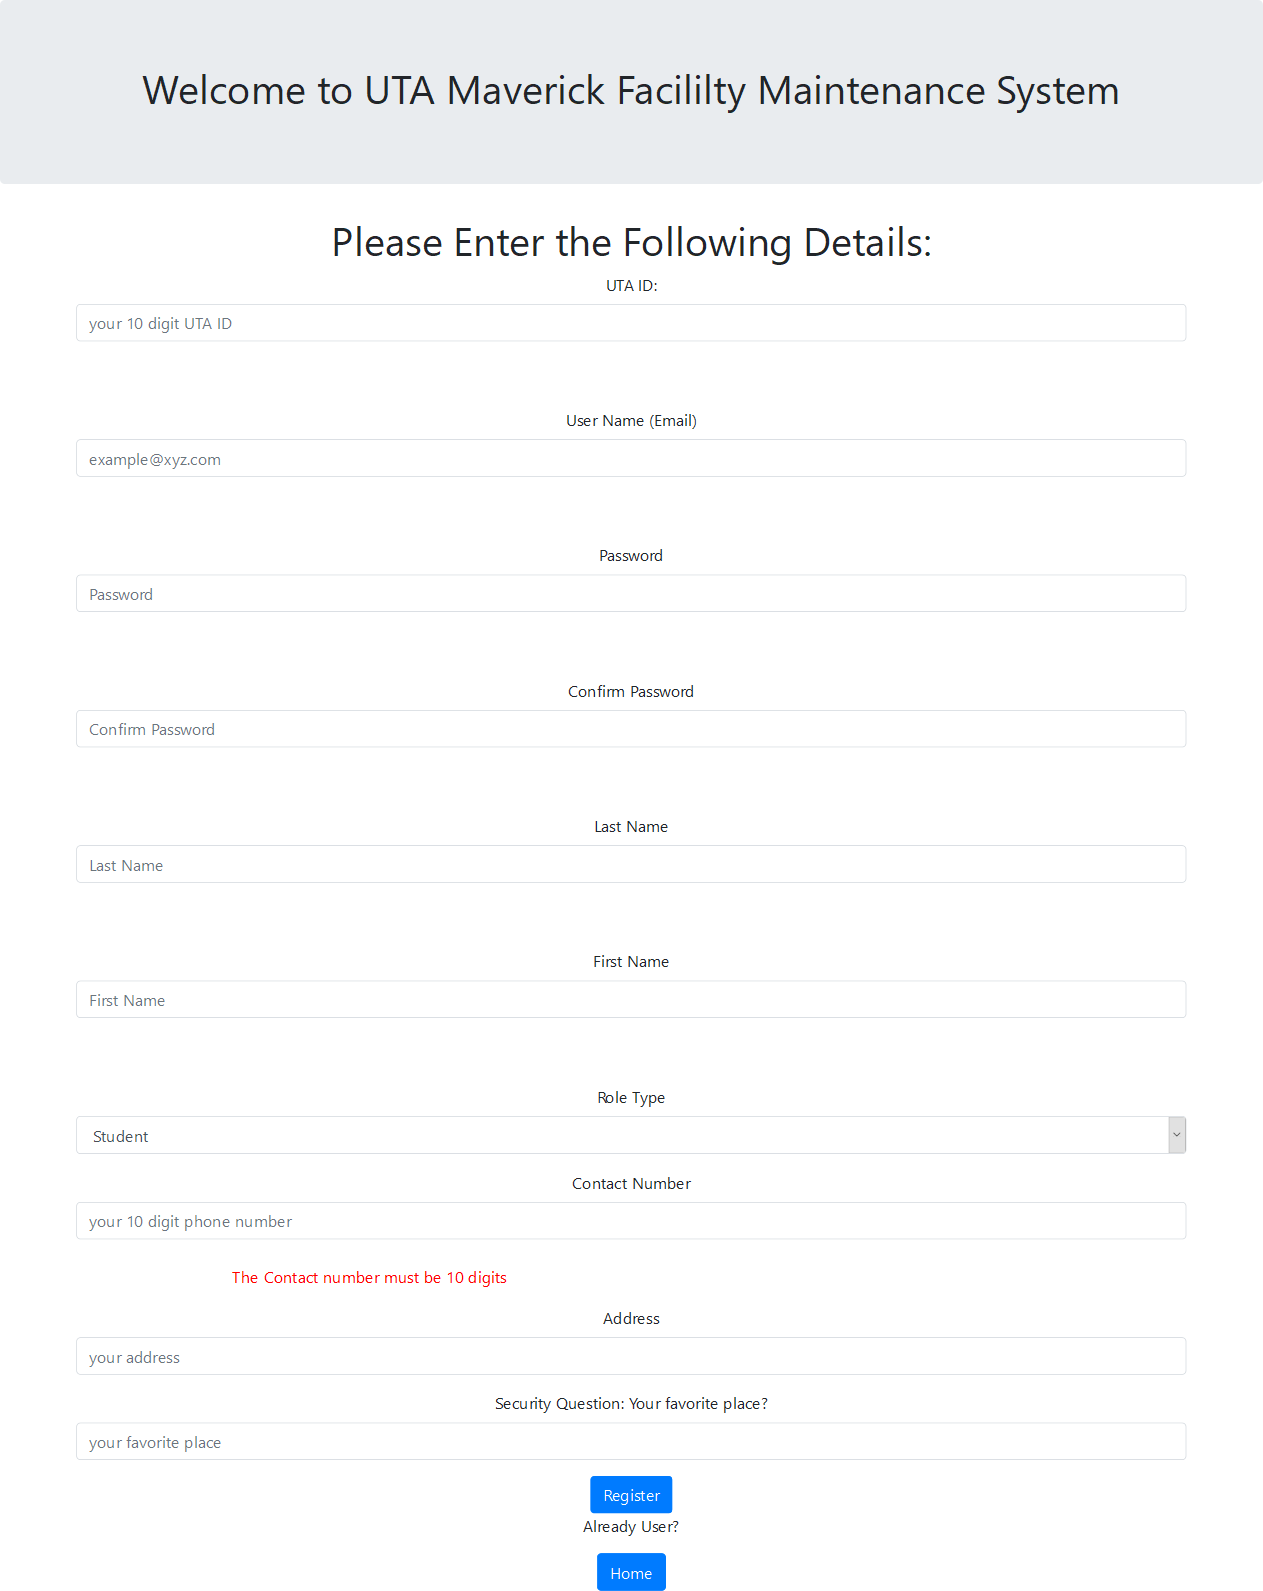 Welcome to UTA Maverick Facililty Maintenance System
Please Enter the Following Details:
UTA ID:
your 10 digit UTA ID
User Name (Email)
example@xyz.com
Password
Password
Confirm Password
Confirm Password
Last Name
Last Name
First Name
First Name
Role Type
Student
Contact Number
your 10 digit phone number
The Contact number must be 10 digits
Address
your address
Security Question: Your favorite place?
your favorite place
Register
Already User?
Home